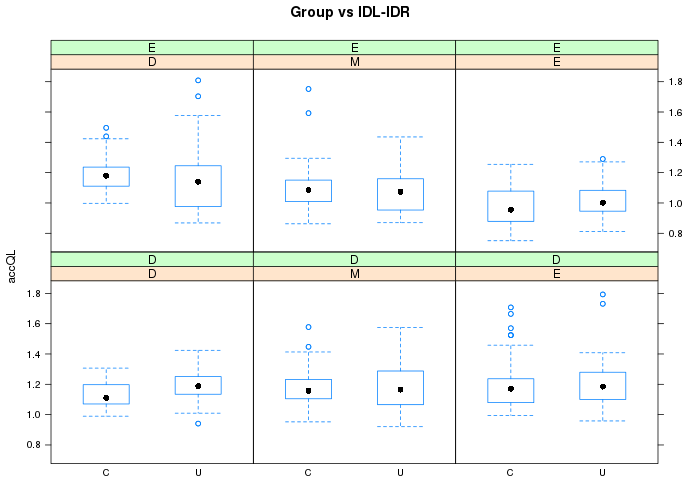 Group vs IDL-IDR
E E E
D M E
1.8
1.6
1.4
1.2
1.0
0.8
accQL
D D D
D M E
1.8
1.6
1.4
1.2
1.0
0.8
C U C U C U